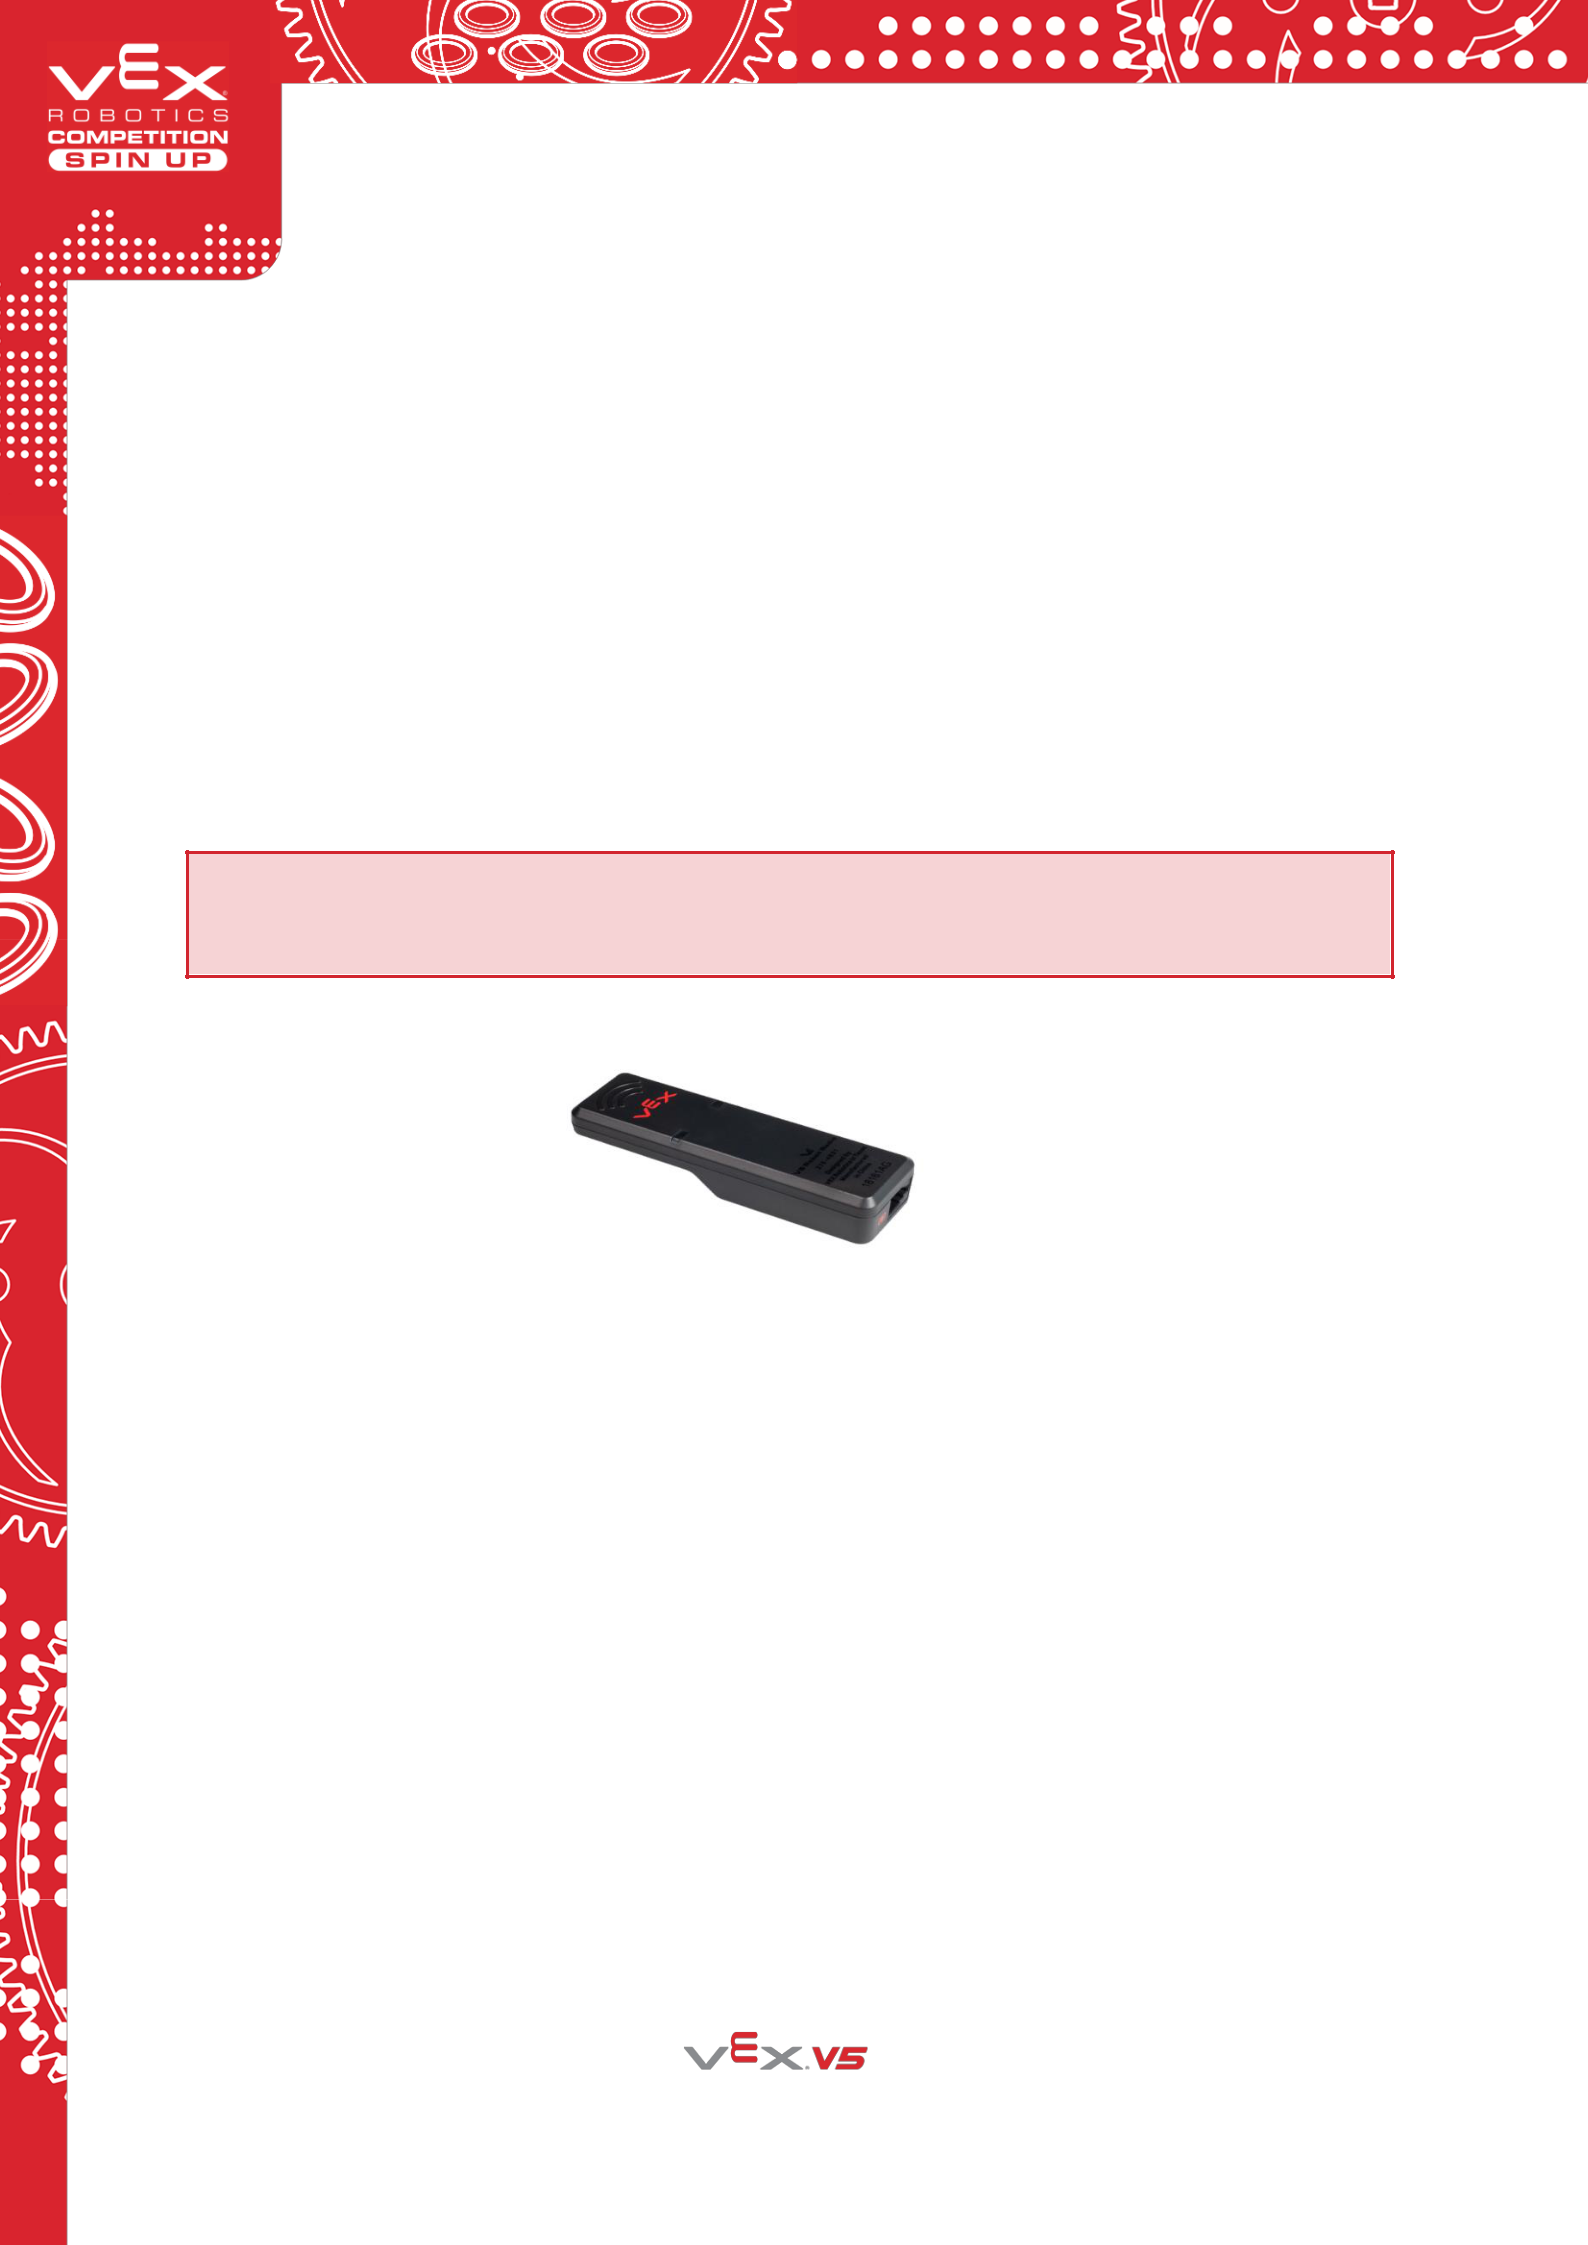 VEX
ROBOTICS
COMPETITION
SPIN UP
VEX
VEX V5